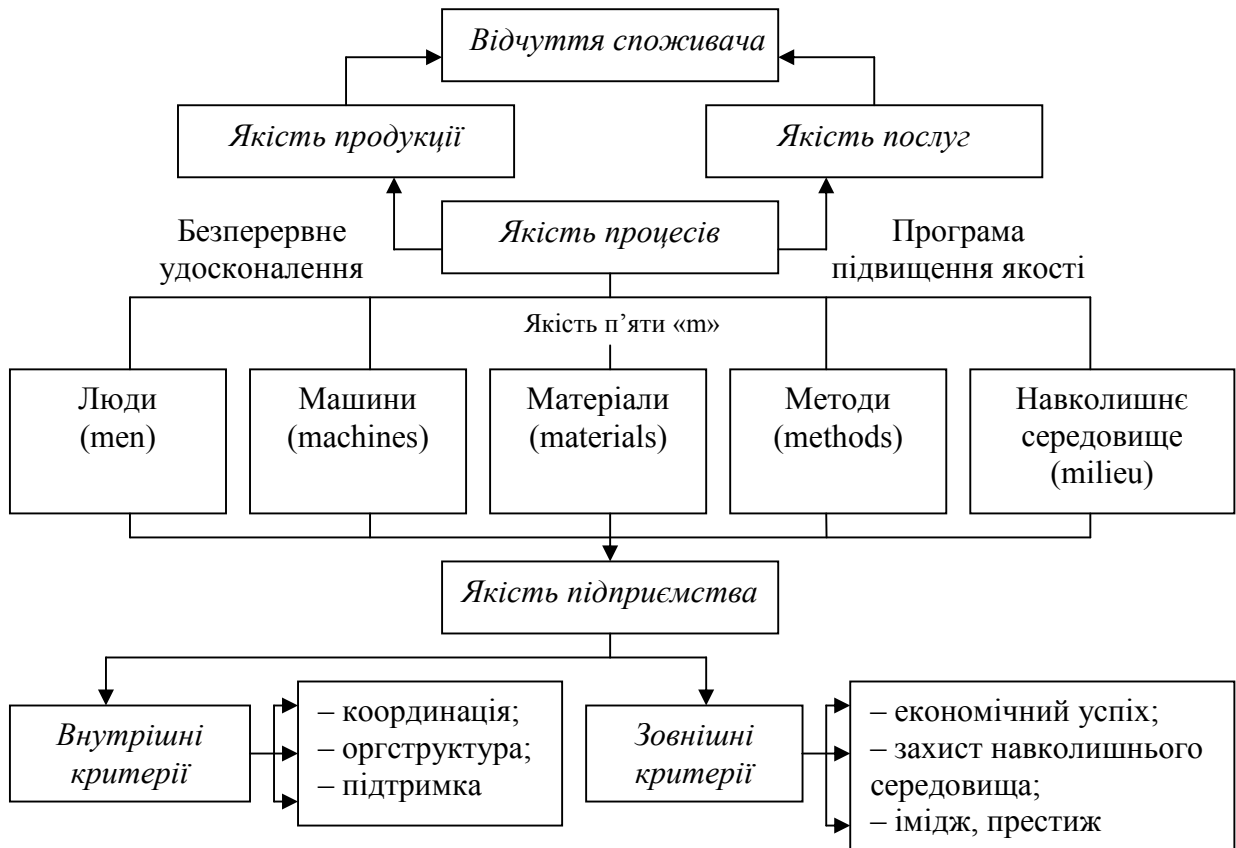 Відчуття споживача
Якість продукції
Якість послуг
Якість процесів
Безперервне
удосконалення
Програма
підвищення якості
Якість п’яти «m»
Люди
(men)
Машини
(machines)
Матеріали
(materials)
Методи
(methods)
Навколишнє
середовище
(milieu)
Якість підприємства
Внутрішні
критерії
– координація;
– оргструктура;
– підтримка
Зовнішні
критерії
– економічний успіх;
– захист навколишнього
середовища;
– імідж, престиж